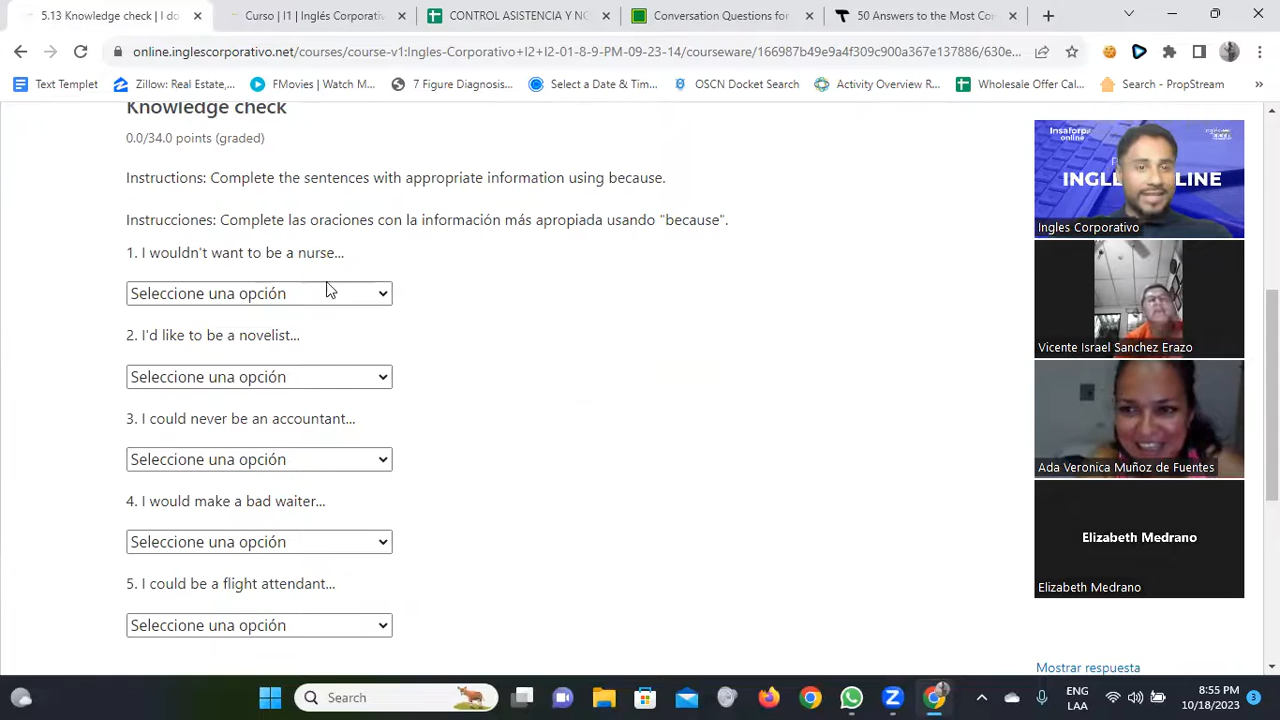 5.13 Knowledge check | I do
Curso | I1 | Inglés Corporativ
CONTROL ASISTENCIA Y NO
Conversation Questions for
50 Answers to the Most Co
online.inglescorporativo.net/courses/course-v1:Ingles-Corporativo+I2+I2-01-8-9-PM-09-23-14/courseware/166987b49e9a4f309c900a367e137886/630e...
Text Templet
Zillow: Real Estate,...
FMovies | Watch M...
7 Figure Diagnosis...
Select a Date & Tim...
OSCN Docket Search
Activity Overview R...
Wholesale Offer Cal...
Search - PropStream
Knowledge check
0.0/34.0 points (graded)
Instructions: Complete the sentences with appropriate information using because.
Instrucciones: Complete las oraciones con la información más apropiada usando "because".
1. I wouldn't want to be a nurse...
Seleccione una opción
2. I'd like to be a novelist...
Seleccione una opción
3. I could never be an accountant...
Seleccione una opción
4. I would make a bad waiter...
Seleccione una opción
5. I could be a flight attendant...
Seleccione una opción
Insaforp
online
Ingles Corporativo
Vicente Israel Sanchez Erazo
Ada Veronica Muñoz de Fuentes
Elizabeth Medrano
Elizabeth Medrano
Mostrar respuesta
Search
ENG
LAA
8:55 PM
10/18/2023
3